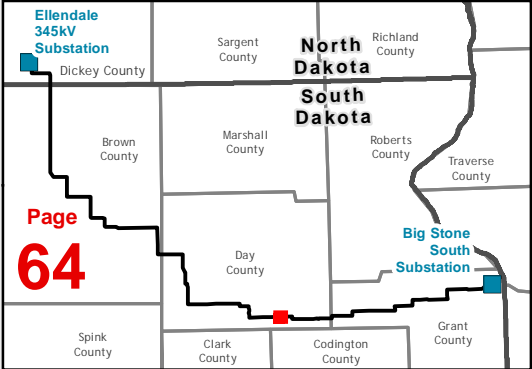 Ellendale
345kV
Substation
Dickey County
Sargent
County
North
Dakota
Richland
County
South
Dakota
Brown
County
Marshall
County
Roberts
County
Traverse
County
Page
64
Day
County
Big Stone
South
Substation
Spink
County
Clark
County
Codington
County
Grant
County